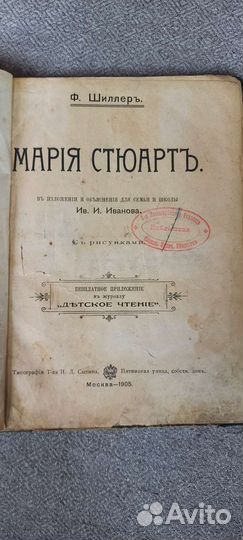 Ф. Шиллеръ.
МАРІЯ СТЮАРТЪ.
въ изложеніи и объясненіи для семьи и школы
Ив. И. Иванова.
Съ рисунками.
БЕЗПЛАТНОЕ ПРИЛОЖЕНІЕ
къ журналу
„ДѢТСКОЕ ЧТЕНІЕ“.
Типографія Т-ва И. Д. Сытина, Пятницкая улица, собств. домъ.
Москва—1905.
Avito